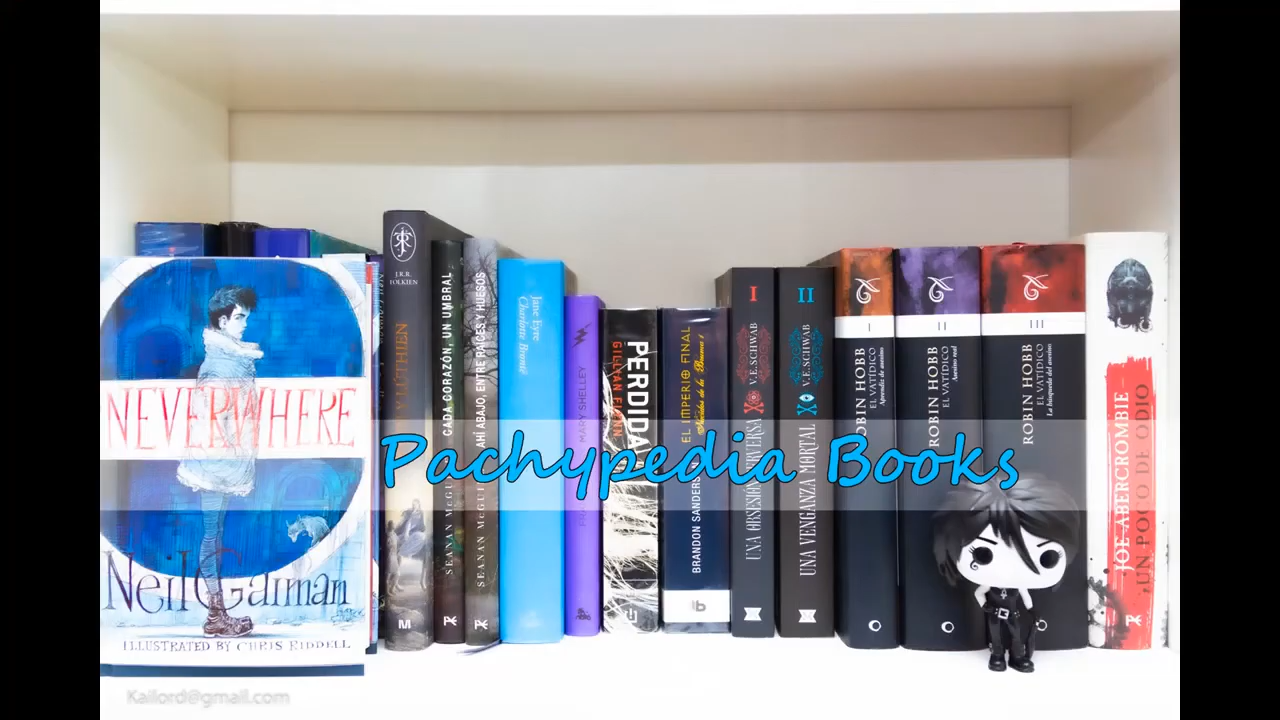 NEVERWHERE
Neil Gaiman
ILLUSTRATED BY CHRIS RIDDELL
J.R.R.
TOLKIEN
Y LÚTHIEN
M
CADA CORAZÓN, UN UMBRAL
SEANAN MCGU
AHÍ ABAJO, ENTRE RAÍCES Y HUESOS
SEANAN MCGUI
Jane Eyre
Charlotte Brontë
MARY SHELLEY
PERDIDA
GILLIAN FLYNN
EL IMPERIO FINAL
Nacidos de la Bruma 1
BRANDON SANDERSON
b
I
V.E. SCHWAB
UNA OBSESIÓN PERVERSA
II
V.E. SCHWAB
UNA VENGANZA MORTAL
I
ROBIN HOBB
EL VATÍDICO
Aprendiz de asesino
II
ROBIN HOBB
EL VATÍDICO
Asesino real
III
ROBIN HOBB
EL VATÍDICO
La búsqueda del asesino
JOE ABERCROMBIE
UN POCO DE ODIO
Pachypedia Books
Kailord@gmail.com